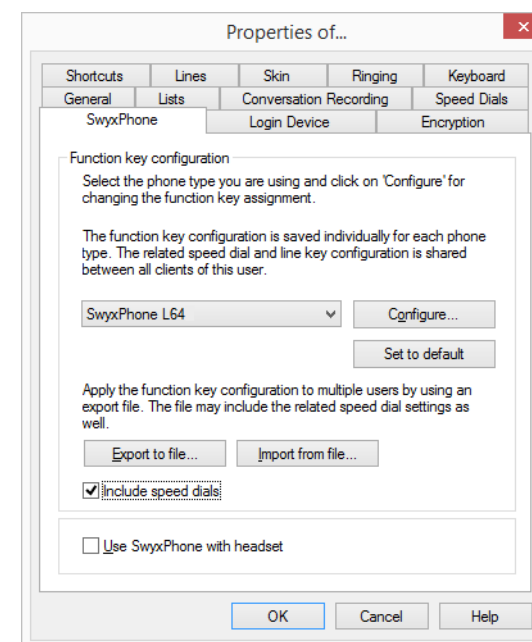 Properties of...
Shortcuts Lines Skin Ringing Keyboard
General Lists Conversation Recording Speed Dials
SwyxPhone Login Device Encryption
Function key configuration
Select the phone type you are using and click on 'Configure' for
changing the function key assignment.
The function key configuration is saved individually for each phone
type. The related speed dial and line key configuration is shared
between all clients of this user.
SwyxPhone L64 Configure...
Set to default
Apply the function key configuration to multiple users by using an
export file. The file may include the related speed dial settings as
well.
Export to file... Import from file...
Include speed dials
Use SwyxPhone with headset
OK Cancel Help